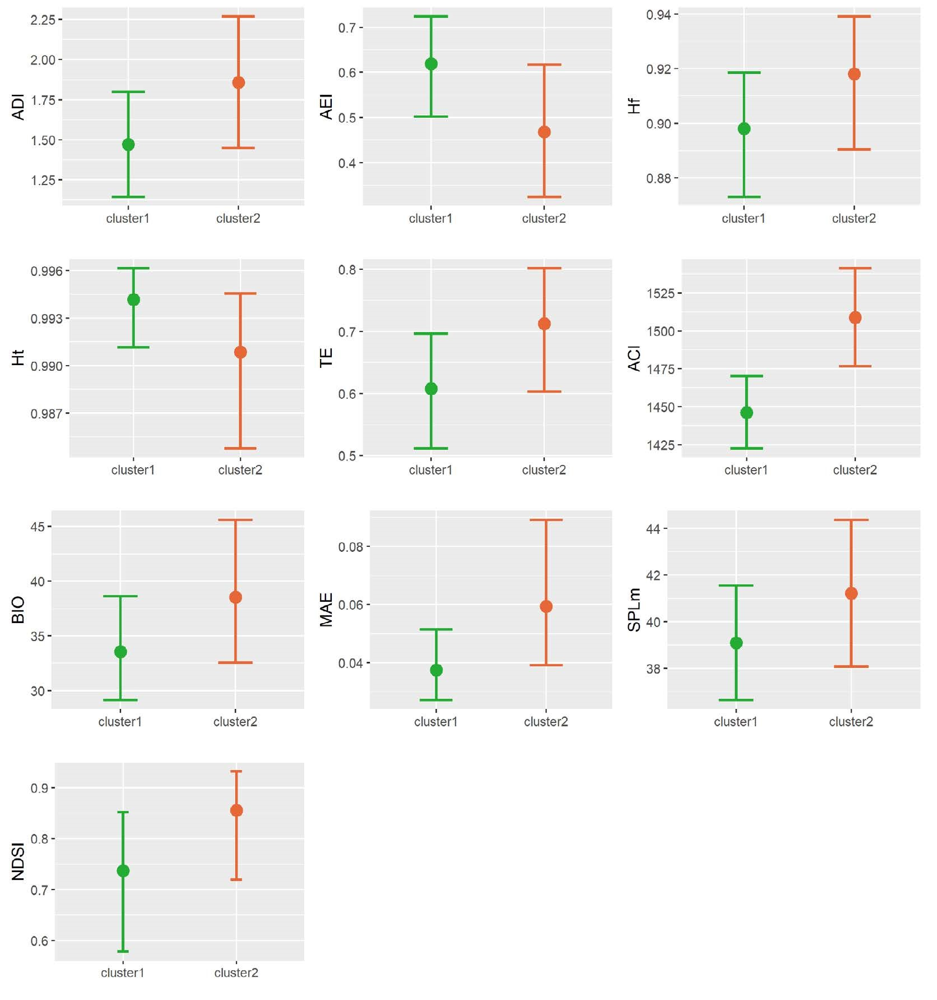 ADI
2.25
2.00
1.75
1.50
1.25
cluster1 cluster2
AEI
0.7
0.6
0.5
0.4
cluster1 cluster2
Hf
0.94
0.92
0.90
0.88
cluster1 cluster2
Ht
0.996
0.993
0.990
0.987
cluster1 cluster2
TE
0.8
0.7
0.6
0.5
cluster1 cluster2
ACI
1525
1500
1475
1450
1425
cluster1 cluster2
BIO
45
40
35
30
cluster1 cluster2
MAE
0.08
0.06
0.04
cluster1 cluster2
SPLm
44
42
40
38
cluster1 cluster2
NDSI
0.9
0.8
0.7
0.6
cluster1 cluster2